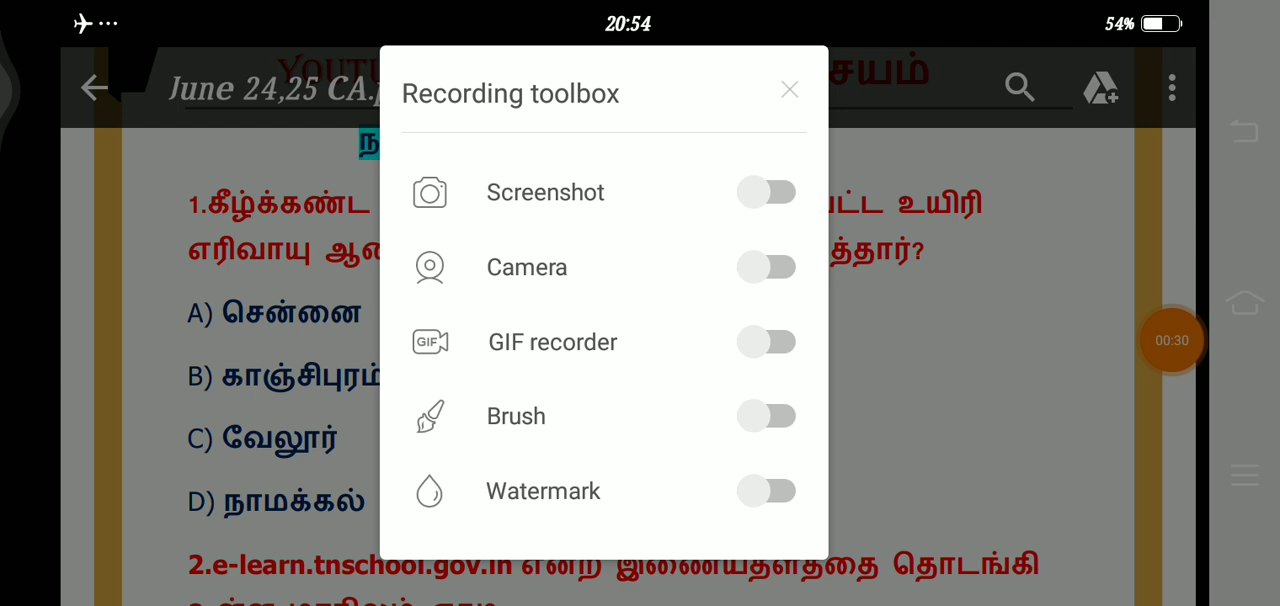 20:54
54%
June 24,25 CA.
Recording toolbox
Screenshot
Camera
GIF
GIF recorder
Brush
Watermark
00:30
1.கீழ்க்கண்ட உயிரி
எரிவாயு
A) சென்னை
B) காஞ்சிபுரம்
C) வேலூர்
D) நாமக்கல்
2.e-learn.tnschool.gov.in என்ற இணையதளத்தை தொடங்கி